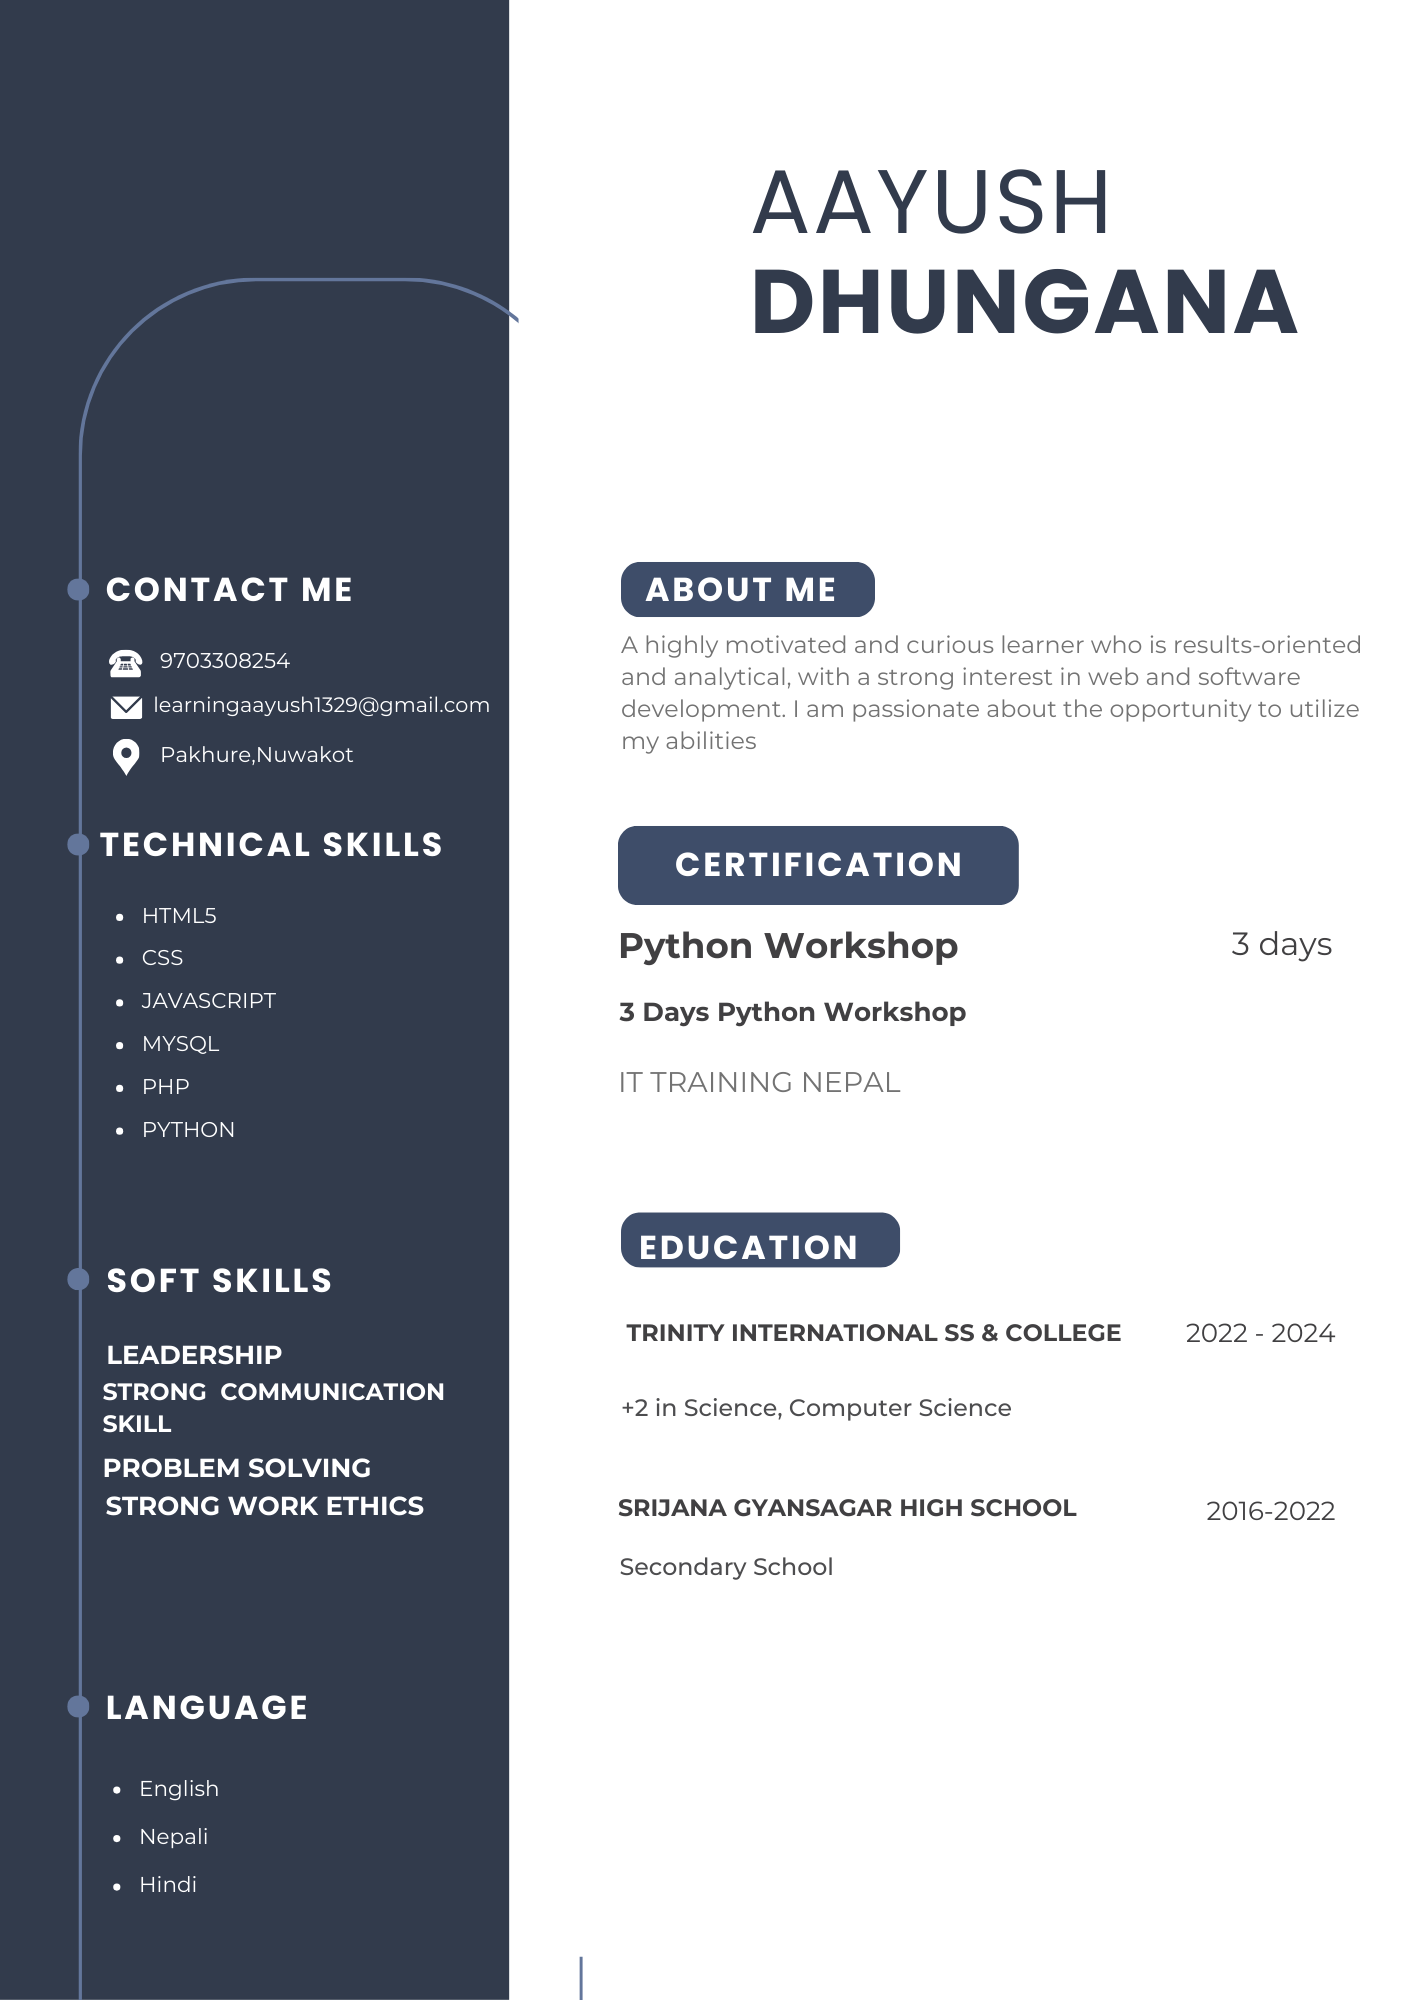 AAYUSH
DHUNGANA
CONTACT ME
9703308254
learningaayush1329@gmail.com
Pakhure,Nuwakot
TECHNICAL SKILLS
• HTML5
• CSS
• JAVASCRIPT
• MYSQL
• PHP
• PYTHON
SOFT SKILLS
LEADERSHIP
STRONG COMMUNICATION
SKILL
PROBLEM SOLVING
STRONG WORK ETHICS
LANGUAGE
• English
• Nepali
• Hindi
ABOUT ME
A highly motivated and curious learner who is results-oriented
and analytical, with a strong interest in web and software
development. I am passionate about the opportunity to utilize
my abilities
CERTIFICATION
Python Workshop 3 days
3 Days Python Workshop
IT TRAINING NEPAL
EDUCATION
TRINITY INTERNATIONAL SS & COLLEGE 2022 - 2024
+2 in Science, Computer Science
SRIJANA GYANSAGAR HIGH SCHOOL 2016-2022
Secondary School